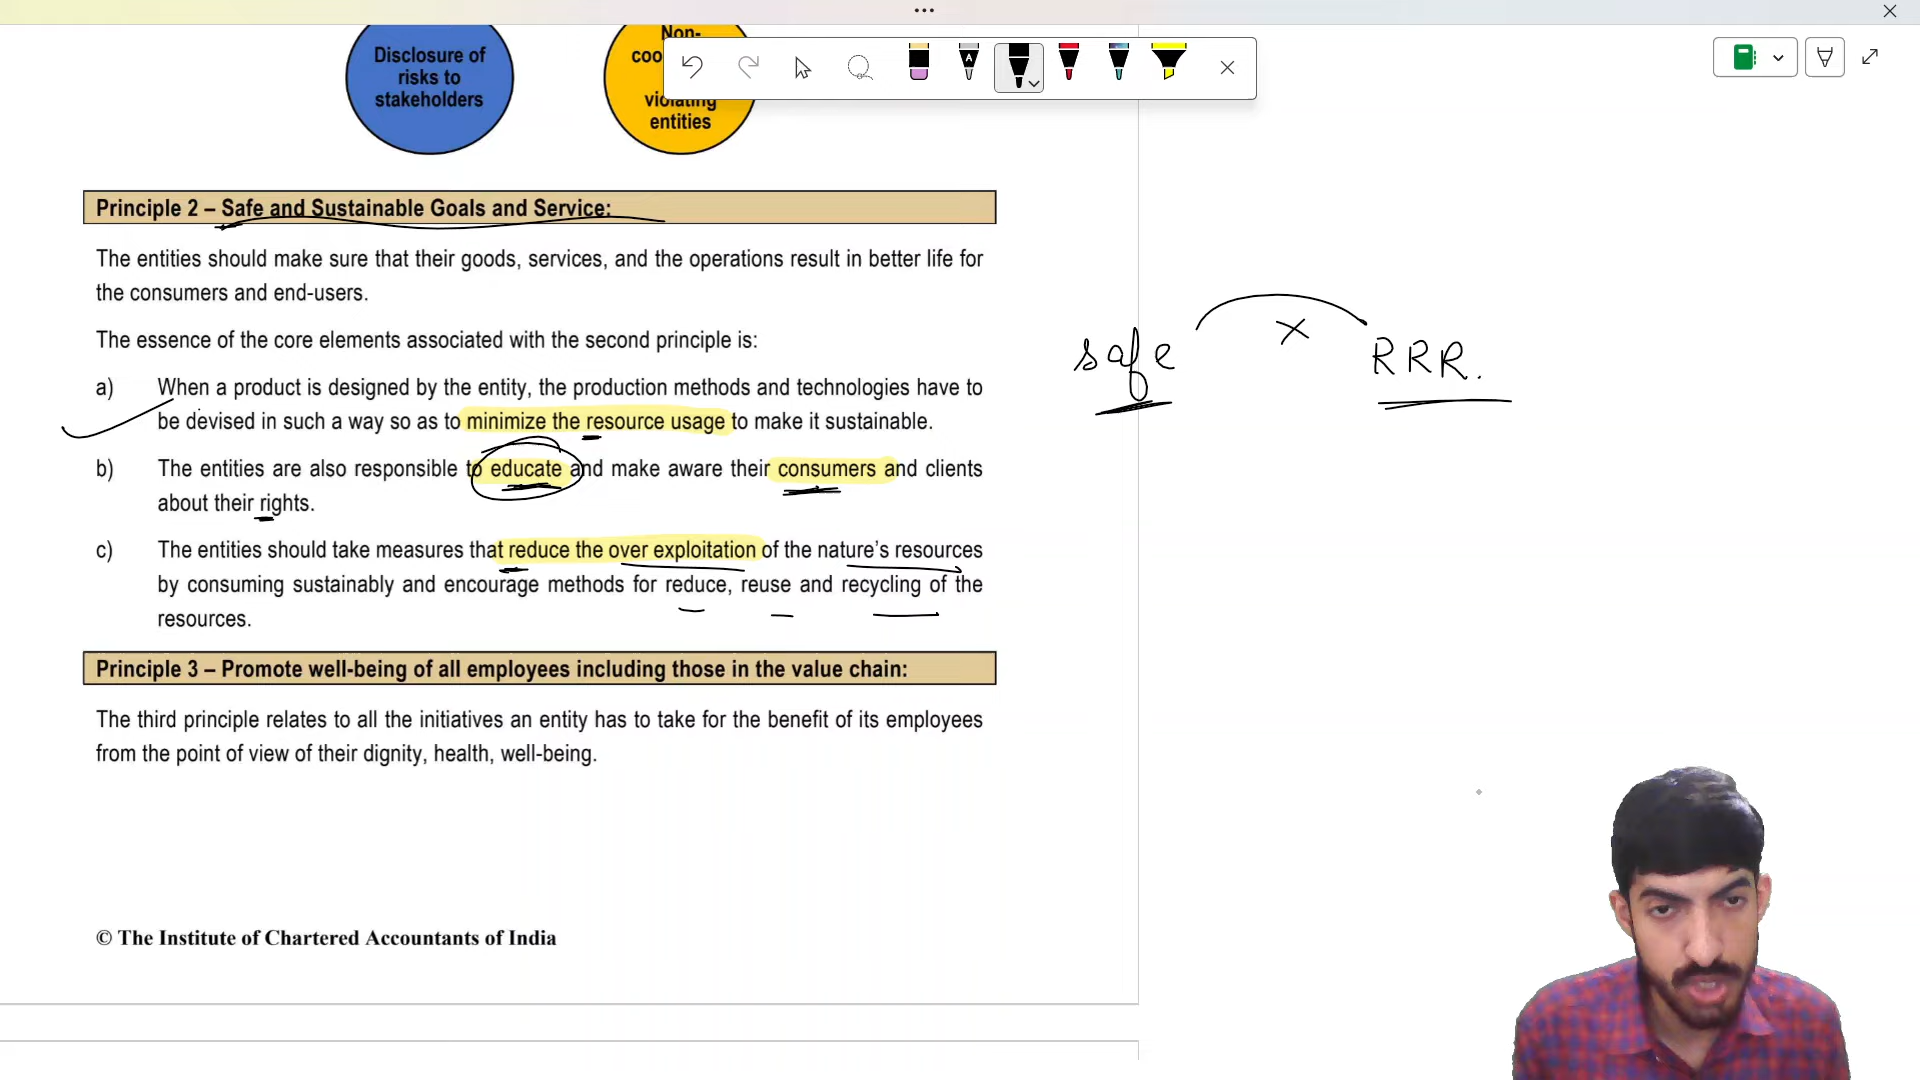 Disclosure of
risks to
stakeholders
Non-
violating
entities
A
Principle 2 – Safe and Sustainable Goals and Service:
The entities should make sure that their goods, services, and the operations result in better life for
the consumers and end-users.
The essence of the core elements associated with the second principle is:
a) When a product is designed by the entity, the production methods and technologies have to
be devised in such a way so as to minimize the resource usage to make it sustainable.
b) The entities are also responsible to educate and make aware their consumers and clients
about their rights.
c) The entities should take measures that reduce the over exploitation of the nature's resources
by consuming sustainably and encourage methods for reduce, reuse and recycling of the
resources.
safe × RRR.
Principle 3 – Promote well-being of all employees including those in the value chain:
The third principle relates to all the initiatives an entity has to take for the benefit of its employees
from the point of view of their dignity, health, well-being.
© The Institute of Chartered Accountants of India